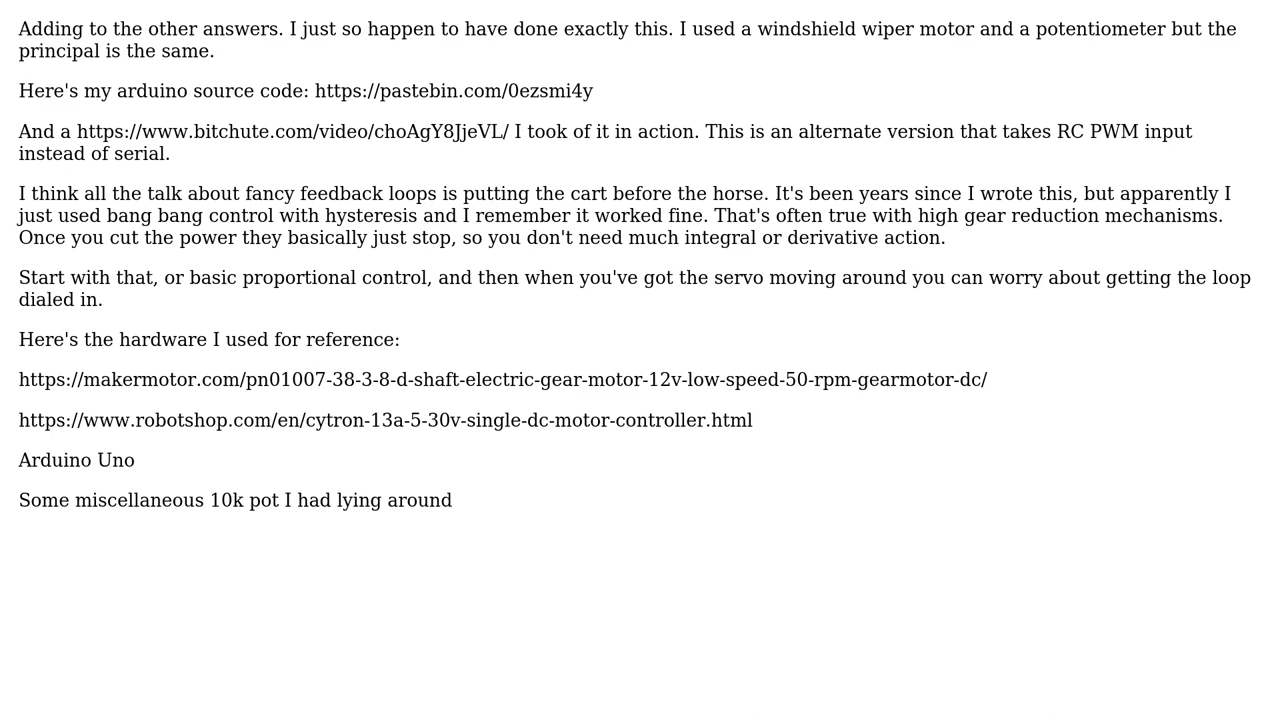 Adding to the other answers. I just so happen to have done exactly this. I used a windshield wiper motor and a potentiometer but the
principal is the same.
Here's my arduino source code: https://pastebin.com/0ezsmi4y
And a https://www.bitchute.com/video/choAgY8JjeVL/ I took of it in action. This is an alternate version that takes RC PWM input
instead of serial.
I think all the talk about fancy feedback loops is putting the cart before the horse. It's been years since I wrote this, but apparently I
just used bang bang control with hysteresis and I remember it worked fine. That's often true with high gear reduction mechanisms.
Once you cut the power they basically just stop, so you don't need much integral or derivative action.
Start with that, or basic proportional control, and then when you've got the servo moving around you can worry about getting the loop
dialed in.
Here's the hardware I used for reference:
https://makermotor.com/pn01007-38-3-8-d-shaft-electric-gear-motor-12v-low-speed-50-rpm-gearmotor-dc/
https://www.robotshop.com/en/cytron-13a-5-30v-single-dc-motor-controller.html
Arduino Uno
Some miscellaneous 10k pot I had lying around